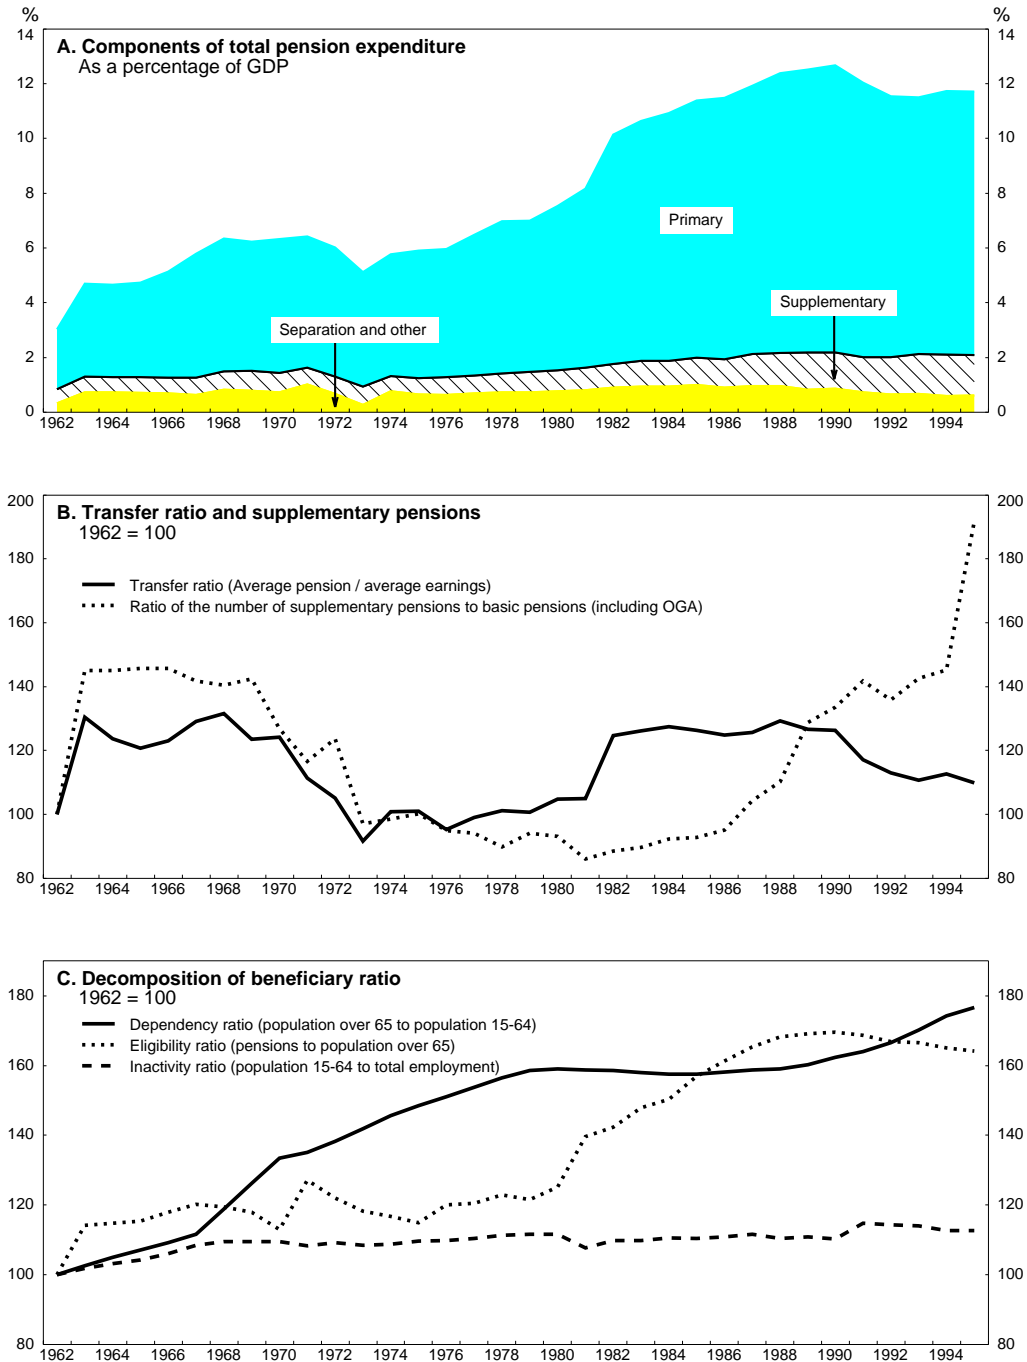 % %
14 A. Components of total pension expenditure 14
As a percentage of GDP
12 12
10 10
8 8
Primary
6 6
4 Supplementary 4
Separation and other
2 2
0 0
1962 1964 1966 1968 1970 1972 1974 1976 1978 1980 1982 1984 1986 1988 1990 1992 1994
200 200
B. Transfer ratio and supplementary pensions
1962 = 100
180 180
Transfer ratio (Average pension / average earnings)
Ratio of the number of supplementary pensions to basic pensions (including OGA)
160 160
140 140
120 120
100 100
80 80
1962 1964 1966 1968 1970 1972 1974 1976 1978 1980 1982 1984 1986 1988 1990 1992 1994
C. Decomposition of beneficiary ratio
180 1962 = 100 180
Dependency ratio (population over 65 to population 15-64)
Eligibility ratio (pensions to population over 65)
160 Inactivity ratio (population 15-64 to total employment) 160
140 140
120 120
100 100
80 80
1962 1964 1966 1968 1970 1972 1974 1976 1978 1980 1982 1984 1986 1988 1990 1992 1994